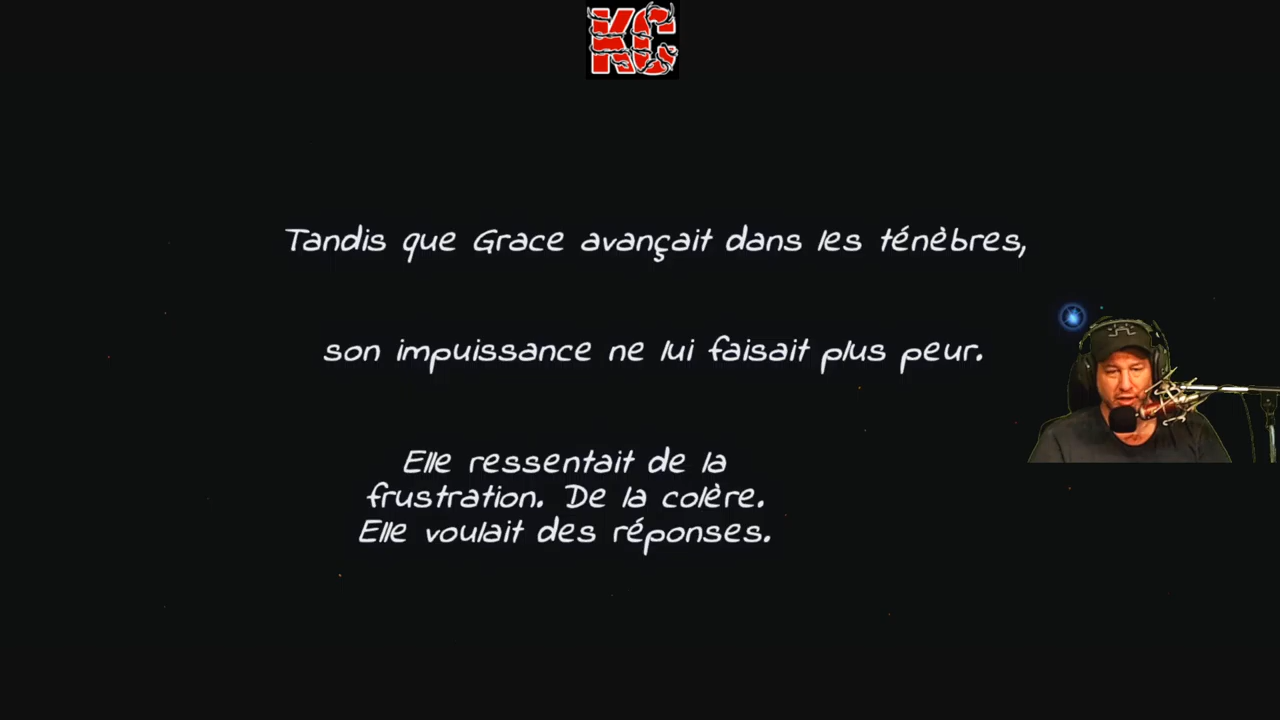 KC
Tandis que Grace avançait dans les ténèbres,
son impuissance ne lui faisait plus peur.
Elle ressentait de la
frustration. De la colère.
Elle voulait des réponses.